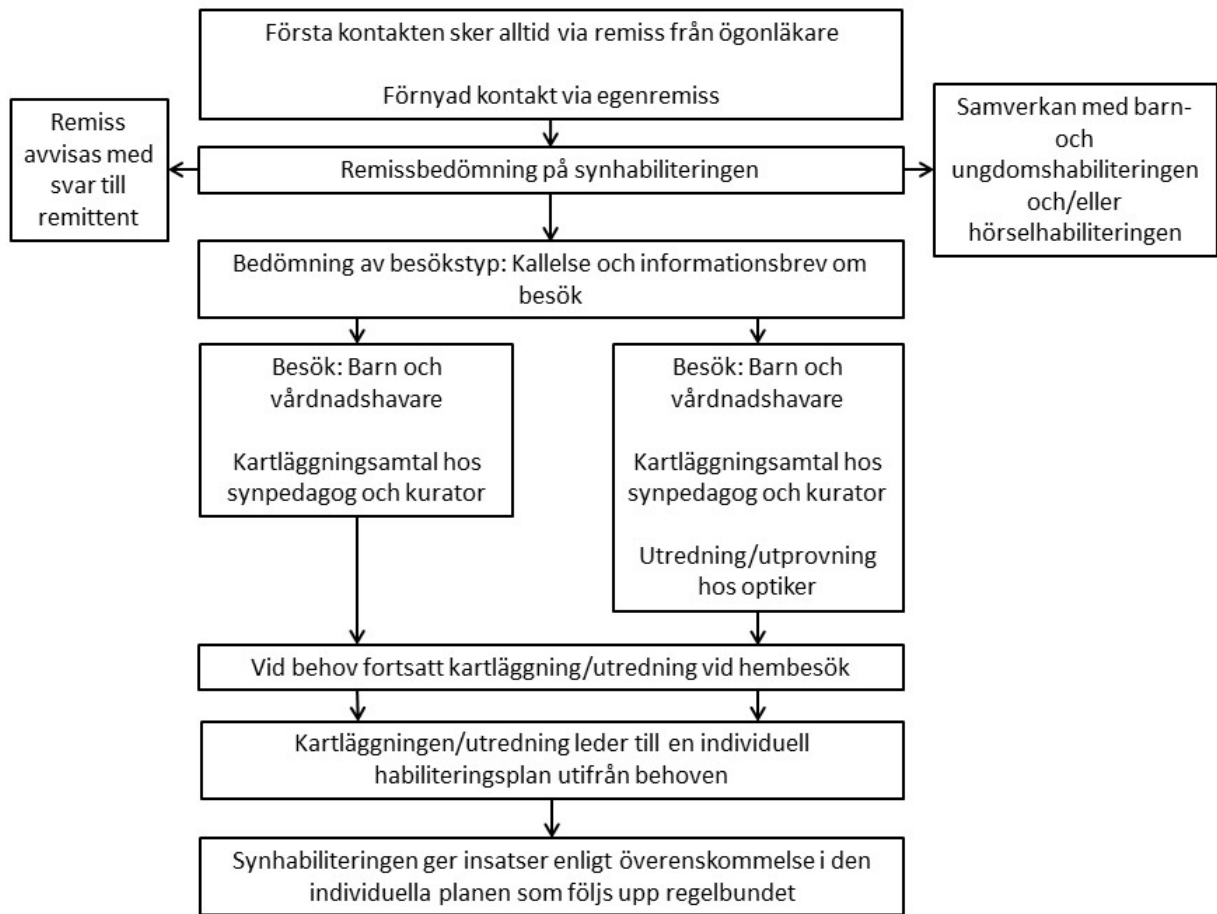 Första kontakten sker alltid via remiss från ögonläkare
Förnyad kontakt via egenremiss
Remiss
avvisas med
svar till
remittent
Remissbedömning på synhabiliteringen
Samverkan med barn-
och
ungdomshabiliteringen
och/eller
hörselhabiliteringen
Bedömning av besökstyp: Kallelse och informationsbrev om
besök
Besök: Barn och
vårdnadshavare
Kartläggningsamtal hos
synpedagog och kurator
Besök: Barn och
vårdnadshavare
Kartläggningsamtal hos
synpedagog och kurator
Utredning/utprovning
hos optiker
Vid behov fortsatt kartläggning/utredning vid hembesök
Kartläggningen/utredning leder till en individuell
habiliteringsplan utifrån behoven
Synhabiliteringen ger insatser enligt överenskommelse i den
individuella planen som följs upp regelbundet